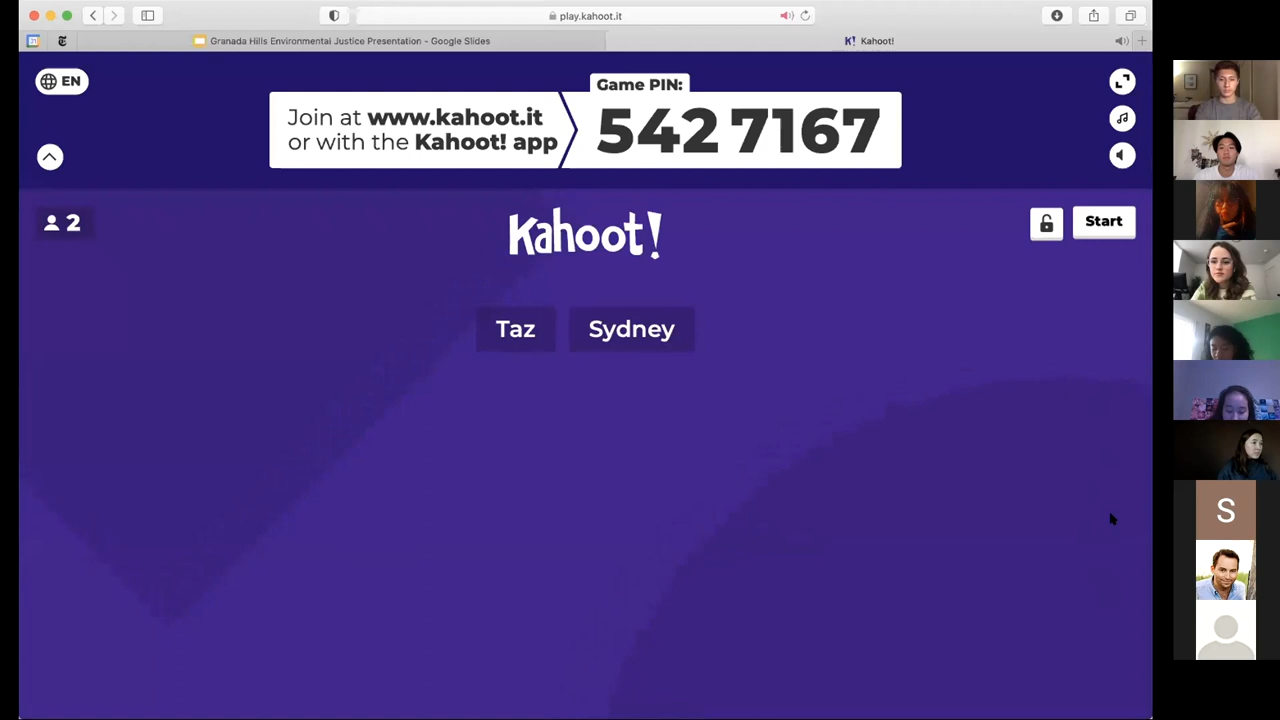 play.kahoot.it
Granada Hills Environmental Justice Presentation - Google Slides
K! Kahoot!
EN
Game PIN:
Join at www.kahoot.it
or with the Kahoot! app
542 7167
2
Kahoot!
Start
Taz
Sydney
S